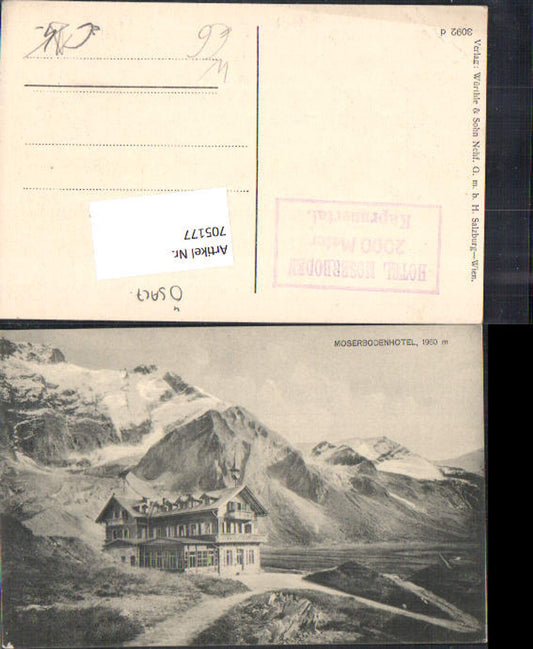 3092 d
Verlag: Würthle & Sohn Nchf. G. m. b. H. Salzburg—Wien.
HOTEL MOSERBODEN
2000 Meter
Kaprunertal.
Artikel Nr.
705177
MOSERBODENHOTEL, 1960 m